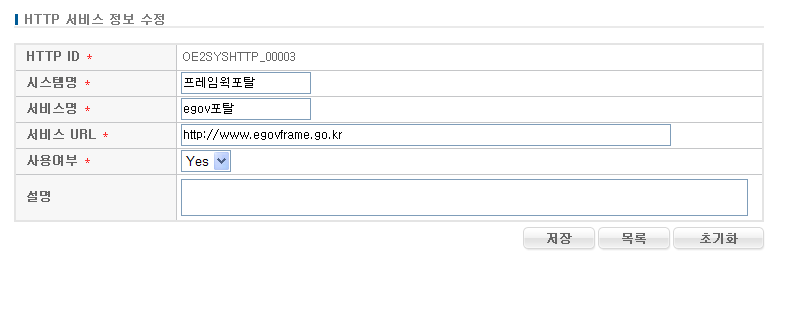 HTTP 서비스 정보 수정
HTTP ID * OE2SYSHTTP_00003
시스템명 * 프레임웍포탈
서비스명 * egov포탈
서비스 URL * http://www.egovframe.go.kr
사용여부 * Yes
설명
저장 목록 초기화